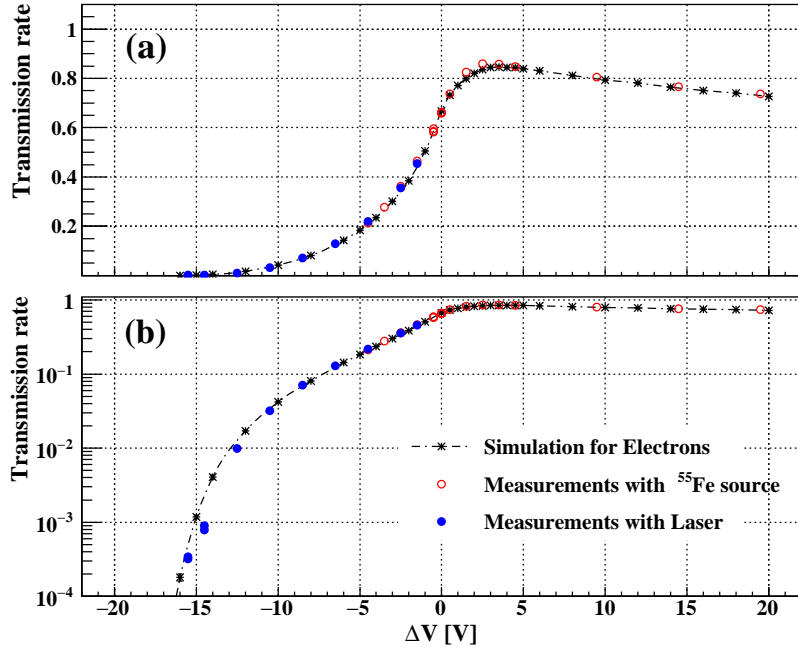 Transmission rate
(a)
1
0.8
0.6
0.4
0.2
Transmission rate
(b)
1
10⁻¹
10⁻²
10⁻³
10⁻⁴
Simulation for Electrons
Measurements with ⁵⁵Fe source
Measurements with Laser
−20 −15 −10 −5 0 5 10 15 20
ΔV [V]